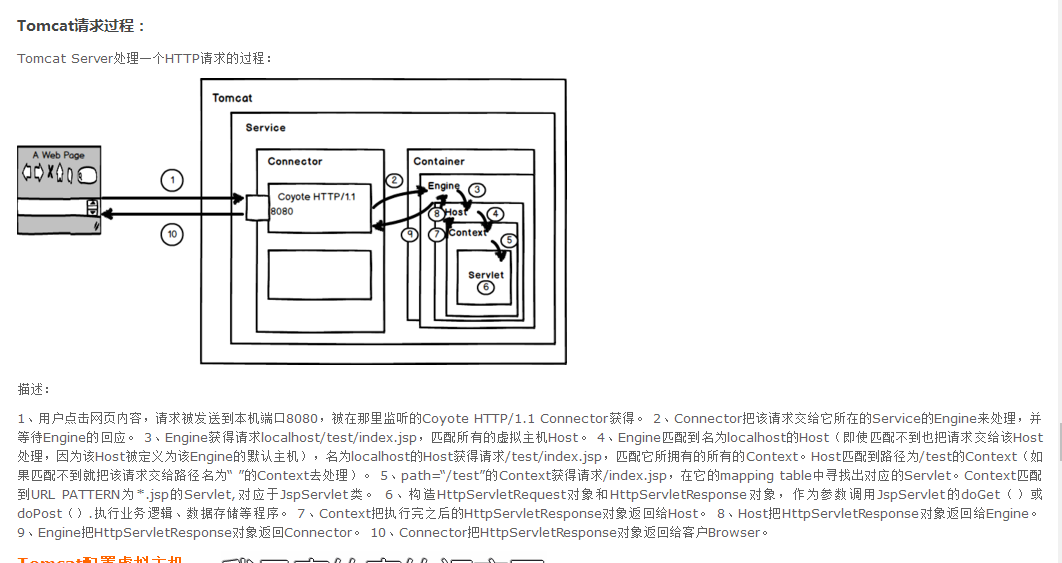 Tomcat请求过程：
Tomcat Server处理一个HTTP请求的过程：
Tomcat
Service
A Web Page
Connector
Container
1
2
Engine
3
Coyote HTTP/1.1
8080
8
Host
4
10
9
7
Context
5
Servlet
6
描述：
1、用户点击网页内容，请求被发送到本机端口8080，被在那里监听的Coyote HTTP/1.1 Connector获得。 2、Connector把该请求交给它所在的Service的Engine来处理，并
等待Engine的回应。 3、Engine获得请求localhost/test/index.jsp，匹配所有的虚拟主机Host。 4、Engine匹配到名为localhost的Host（即使匹配不到也把请求交给该Host
处理，因为该Host被定义为该Engine的默认主机），名为localhost的Host获得请求/test/index.jsp，匹配它所拥有的所有的Context。Host匹配到路径为/test的Context（如
果匹配不到就把该请求交给路径名为“ ”的Context去处理）。 5、path=“/test”的Context获得请求/index.jsp，在它的mapping table中寻找出对应的Servlet。Context匹配
到URL PATTERN为*.jsp的Servlet,对应于JspServlet类。 6、构造HttpServletRequest对象和HttpServletResponse对象，作为参数调用JspServlet的doGet（）或
doPost（）.执行业务逻辑、数据存储等程序。 7、Context把执行完之后的HttpServletResponse对象返回给Host。 8、Host把HttpServletResponse对象返回给Engine。
9、Engine把HttpServletResponse对象返回Connector。 10、Connector把HttpServletResponse对象返回给客户Browser。
Tomcat配置虚拟主机